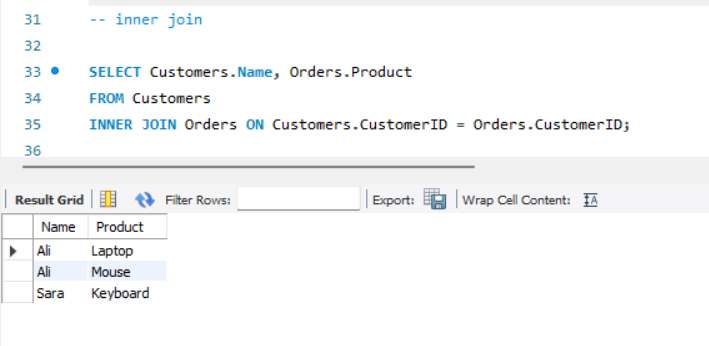 31 -- inner join
32
33 SELECT Customers.Name, Orders.Product
34 FROM Customers
35 INNER JOIN Orders ON Customers.CustomerID = Orders.CustomerID;
36
Result Grid Filter Rows: Export: Wrap Cell Content: IA
Name Product
Ali Laptop
Ali Mouse
Sara Keyboard